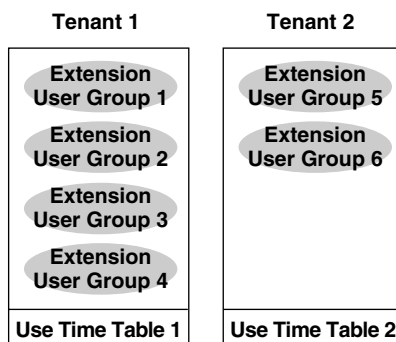 Tenant 1
Extension
User Group 1
Extension
User Group 2
Extension
User Group 3
Extension
User Group 4
Use Time Table 1
Tenant 2
Extension
User Group 5
Extension
User Group 6
Use Time Table 2